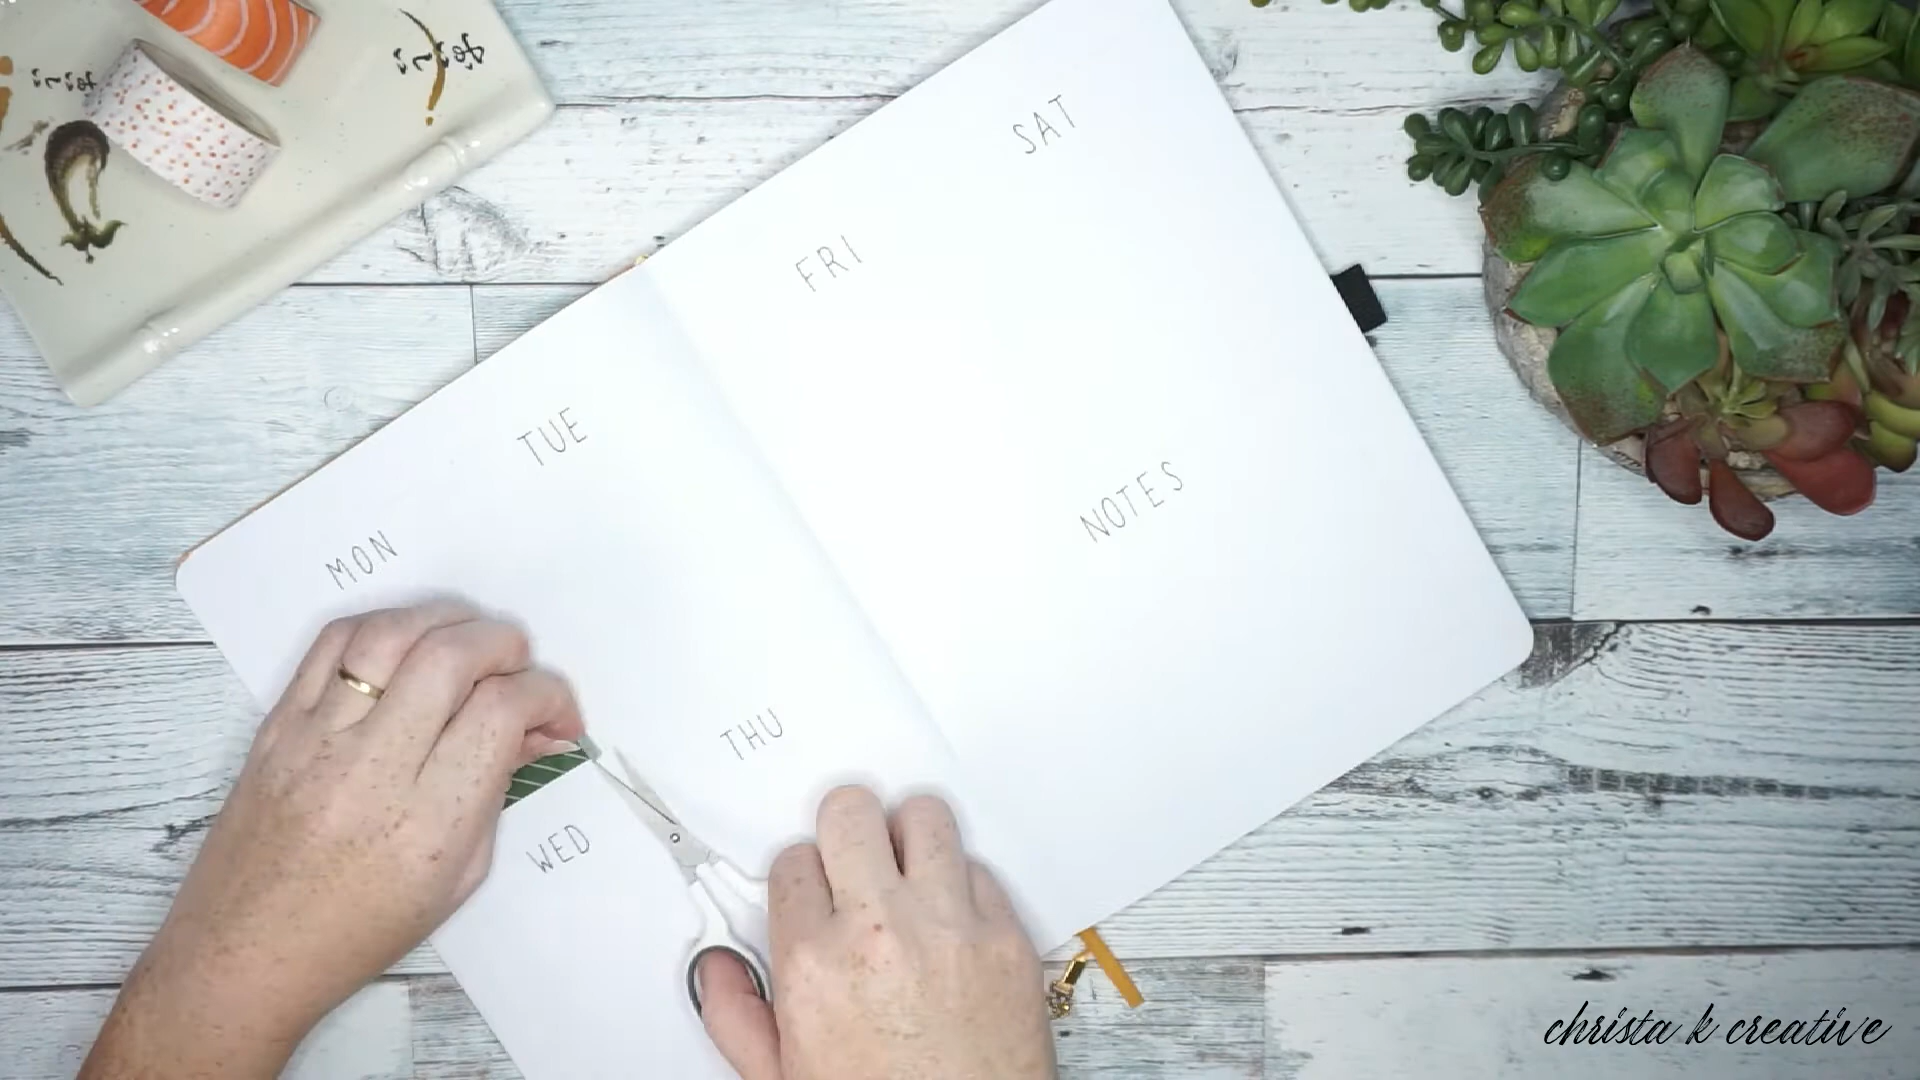 MON
TUE
WED
THU
FRI
SAT
NOTES
christa k creative